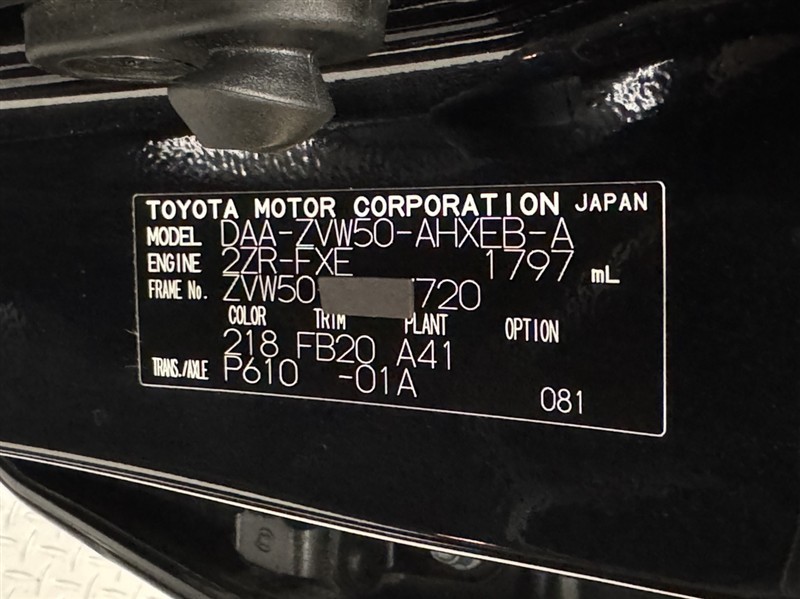 TOYOTA MOTOR CORPORATION JAPAN
MODEL DAA-ZVW50-AHXEB-A
ENGINE 2ZR-FXE 1797 mL
FRAME No. ZVW50 720
COLOR TRIM PLANT OPTION
218 FB20 A41
TRANS./AXLE P610 -01A
081